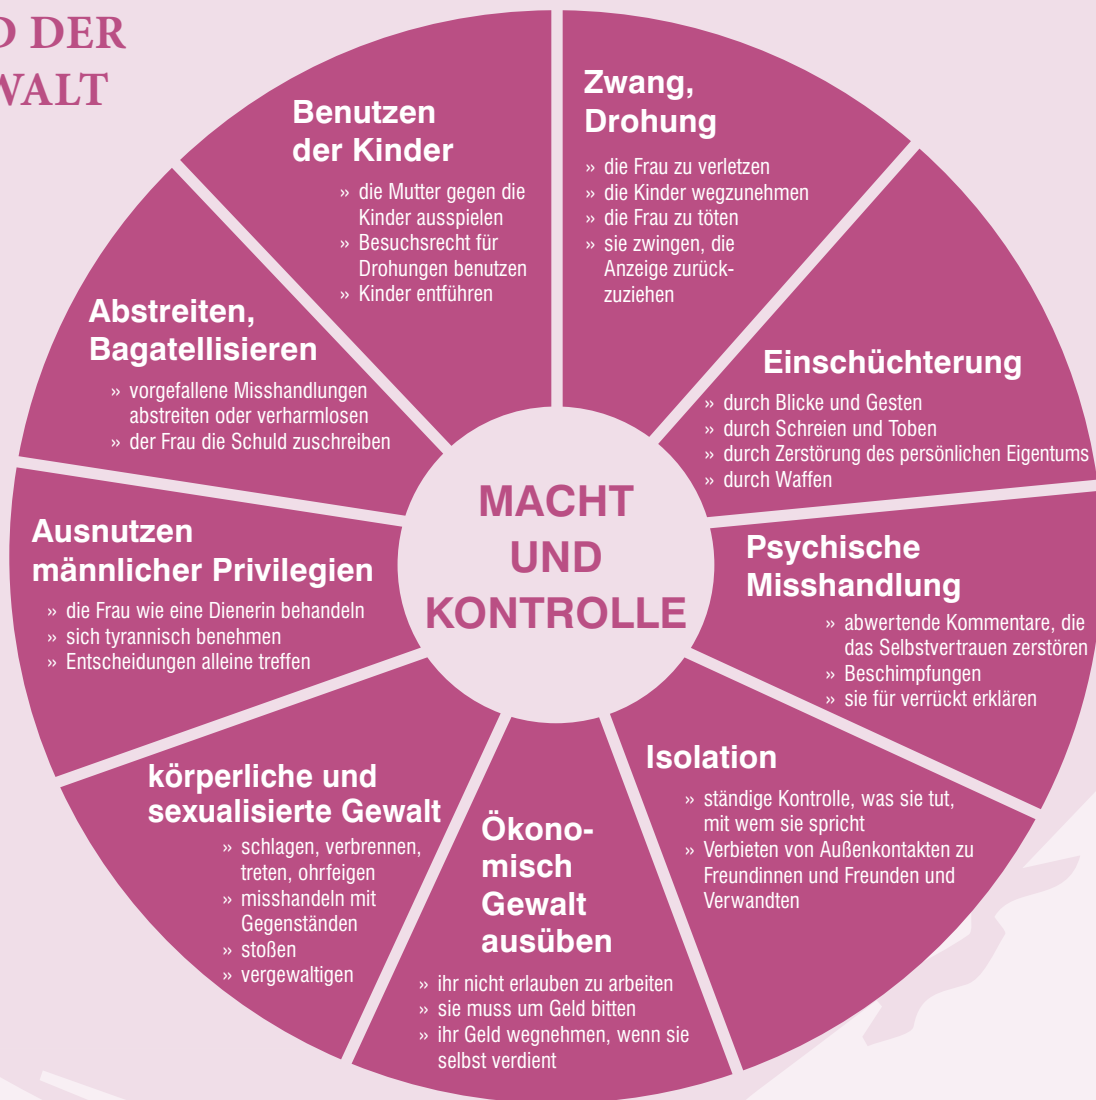 D DER
WALT
Zwang,
Drohung
» die Frau zu verletzen
» die Kinder wegzunehmen
» die Frau zu töten
» sie zwingen, die
Anzeige zurück-
zuziehen
Einschüchterung
» durch Blicke und Gesten
» durch Schreien und Toben
» durch Zerstörung des persönlichen Eigentums
» durch Waffen
Psychische
Misshandlung
» abwertende Kommentare, die
das Selbstvertrauen zerstören
» Beschimpfungen
» sie für verrückt erklären
Isolation
» ständige Kontrolle, was sie tut,
mit wem sie spricht
» Verbieten von Außenkontakten zu
Freundinnen und Freunden und
Verwandten
Ökono-
misch
Gewalt
ausüben
» ihr nicht erlauben zu arbeiten
» sie muss um Geld bitten
» ihr Geld wegnehmen, wenn sie
selbst verdient
körperliche und
sexualisierte Gewalt
» schlagen, verbrennen,
treten, ohrfeigen
» misshandeln mit
Gegenständen
» stoßen
» vergewaltigen
Ausnutzen
männlicher Privilegien
» die Frau wie eine Dienerin behandeln
» sich tyrannisch benehmen
» Entscheidungen alleine treffen
Abstreiten,
Bagatellisieren
» vorgefallene Misshandlungen
abstreiten oder verharmlosen
» der Frau die Schuld zuschreiben
Benutzen
der Kinder
» die Mutter gegen die
Kinder ausspielen
» Besuchsrecht für
Drohungen benutzen
» Kinder entführen
MACHT
UND
KONTROLLE